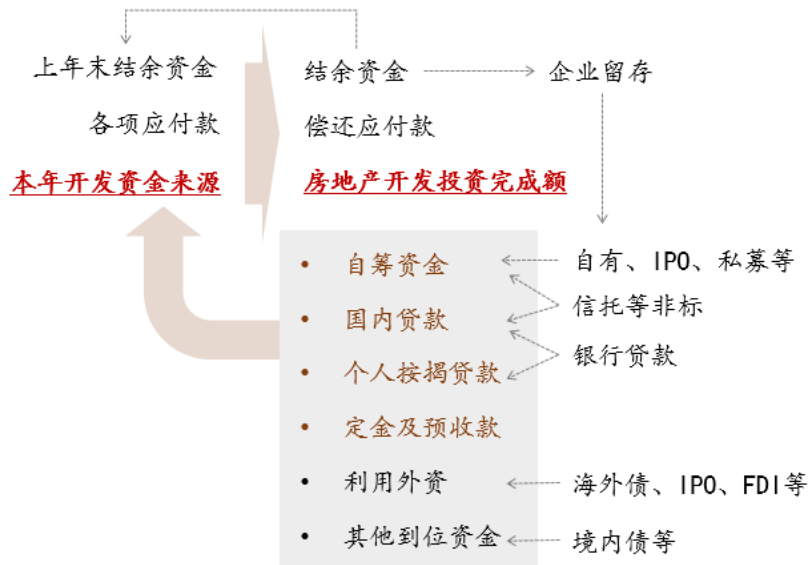 上年末结余资金
结余资金
企业留存
各项应付款
偿还应付款
本年开发资金来源
房地产开发投资完成额
• 自筹资金
自有、IPO、私募等
信托等非标
• 国内贷款
银行贷款
• 个人按揭贷款
• 定金及预收款
• 利用外资
海外债、IPO、FDI等
• 其他到位资金
境内债等